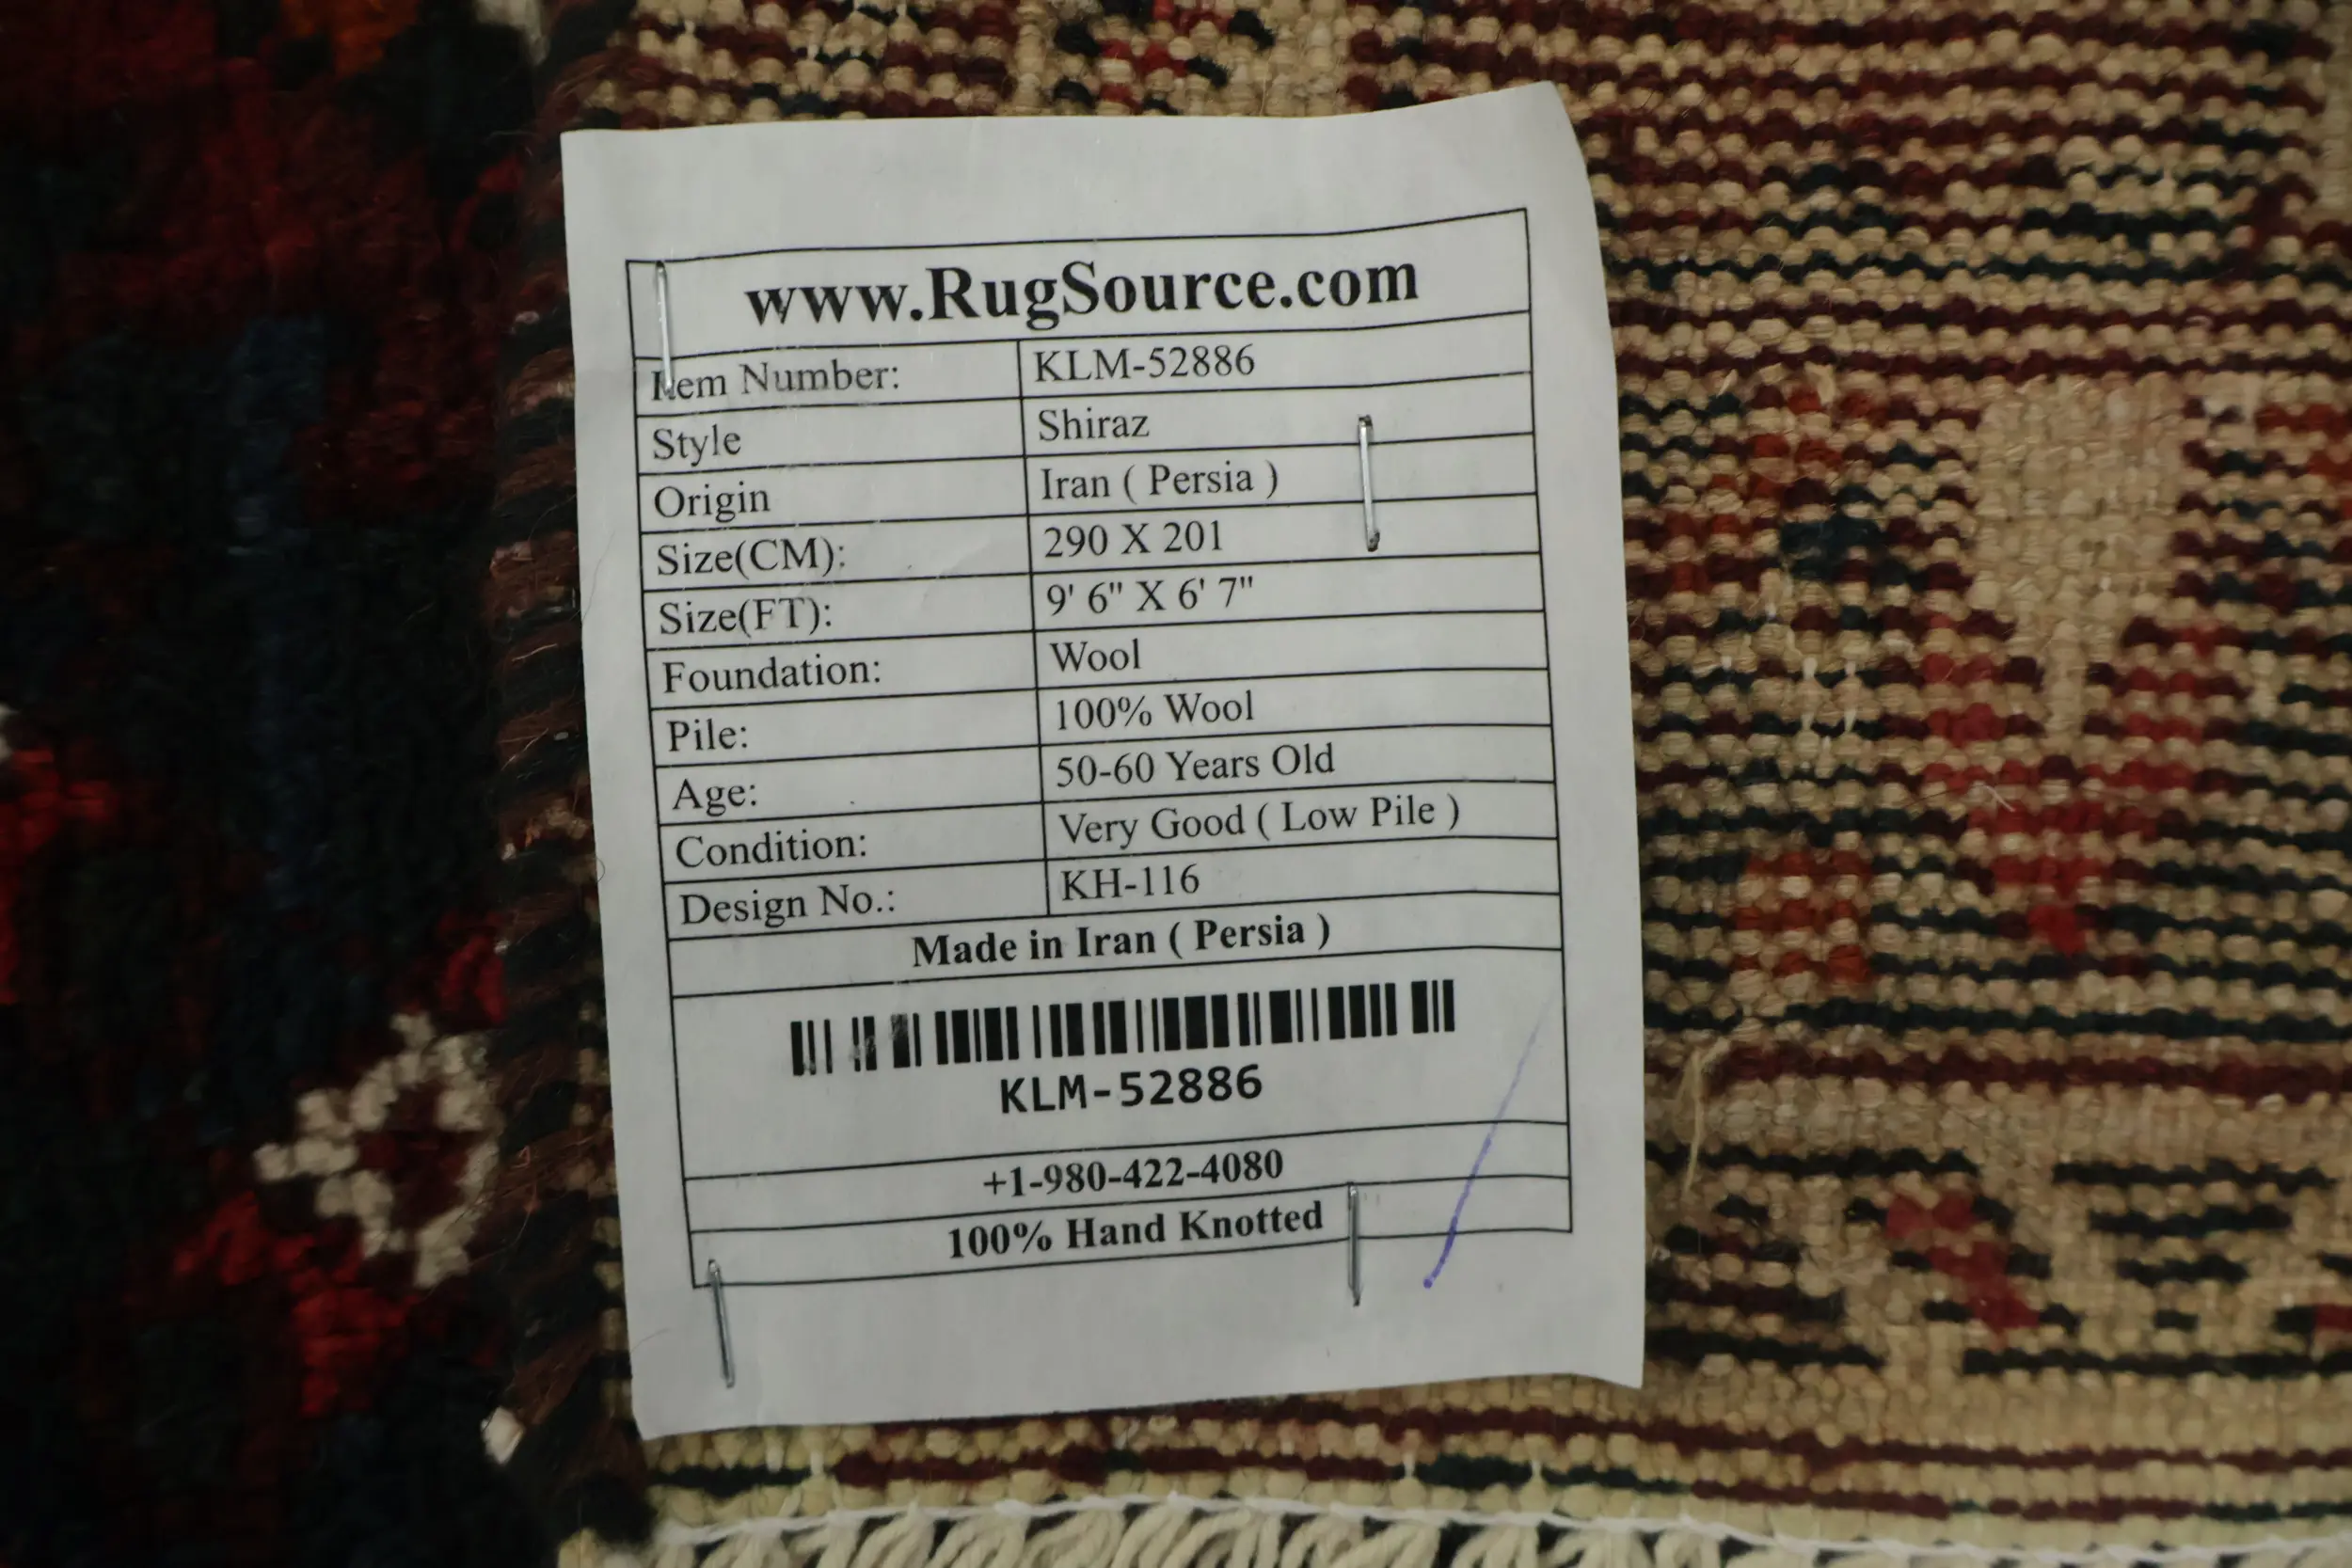 www.RugSource.com
Item Number: KLM-52886
Style Shiraz
Origin Iran ( Persia )
Size(CM): 290 X 201
Size(FT): 9' 6" X 6' 7"
Foundation: Wool
Pile: 100% Wool
Age: 50-60 Years Old
Condition: Very Good ( Low Pile )
Design No.: KH-116
Made in Iran ( Persia )
KLM-52886
+1-980-422-4080
100% Hand Knotted